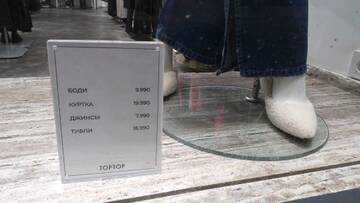 БОДИ 9.990
КУРТКА 19.990
ДЖИНСЫ 7.990
ТУФЛИ 18.990
TOPTOP